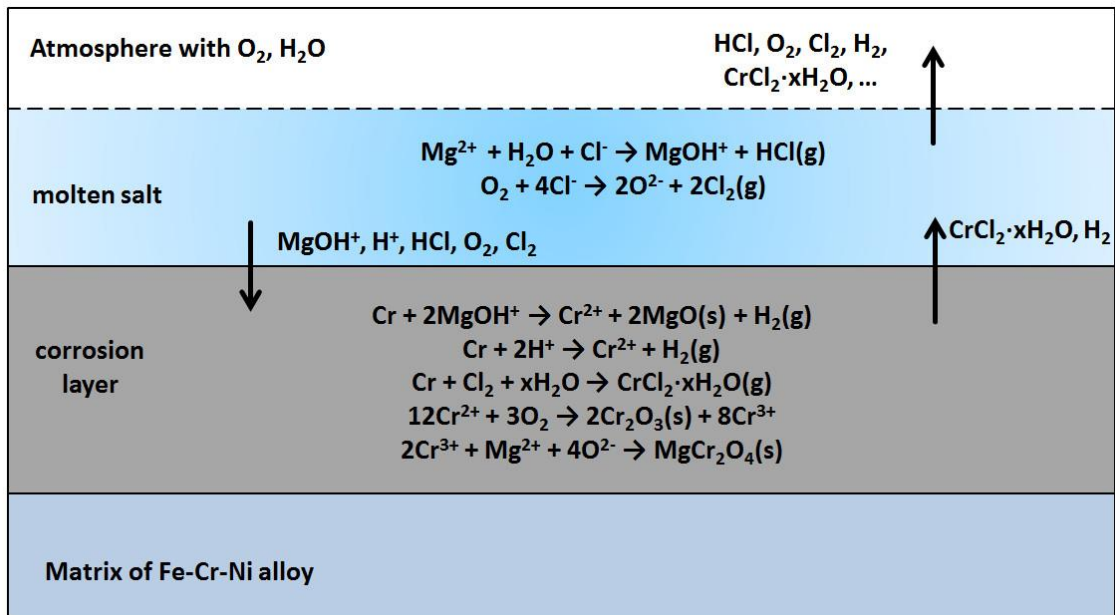 Atmosphere with O₂, H₂O
HCl, O₂, Cl₂, H₂,
CrCl₂·xH₂O, ...
Mg²⁺ + H₂O + Cl⁻ → MgOH⁺ + HCl(g)
O₂ + 4Cl⁻ → 2O²⁻ + 2Cl₂(g)
molten salt
MgOH⁺, H⁺, HCl, O₂, Cl₂
CrCl₂·xH₂O, H₂
Cr + 2MgOH⁺ → Cr²⁺ + 2MgO(s) + H₂(g)
Cr + 2H⁺ → Cr²⁺ + H₂(g)
Cr + Cl₂ + xH₂O → CrCl₂·xH₂O(g)
12Cr²⁺ + 3O₂ → 2Cr₂O₃(s) + 8Cr³⁺
2Cr³⁺ + Mg²⁺ + 4O²⁻ → MgCr₂O₄(s)
corrosion
layer
Matrix of Fe-Cr-Ni alloy